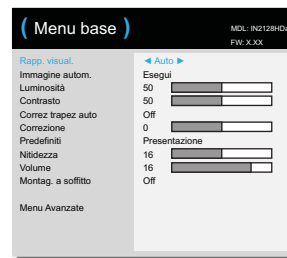 ( Menu base )
MDL: IN2128HDa
FW: X.XX
Rapp. visual. ◄ Auto ►
Immagine autom. Esegui
Luminosità 50
Contrasto 50
Correz trapez auto Off
Correzione 0
Predefiniti Presentazione
Nitidezza 16
Volume 16
Montag. a soffitto Off
Menu Avanzate